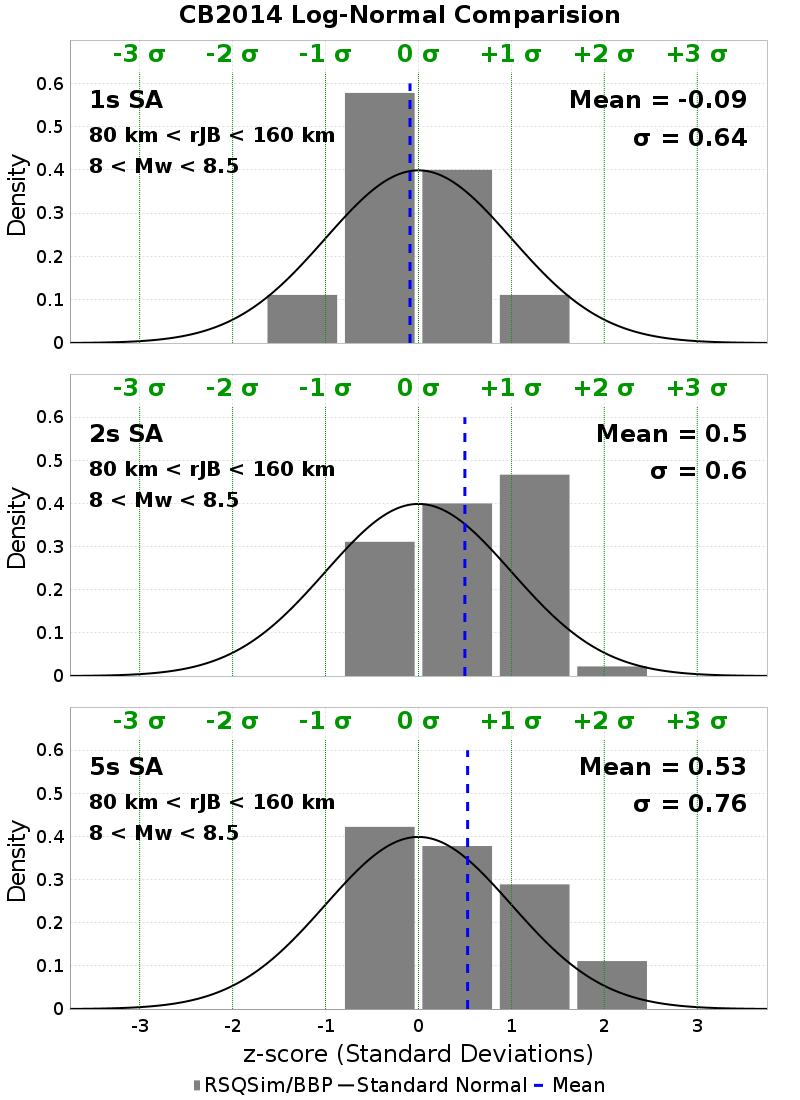 CB2014 Log-Normal Comparision
-3 σ -2 σ -1 σ 0 σ +1 σ +2 σ +3 σ
1s SA
Mean = -0.09
80 km < rJB < 160 km
σ = 0.64
8 < Mw < 8.5
Density
0.6
0.5
0.4
0.3
0.2
0.1
0
-3 σ -2 σ -1 σ 0 σ +1 σ +2 σ +3 σ
2s SA
Mean = 0.5
80 km < rJB < 160 km
σ = 0.6
8 < Mw < 8.5
Density
0.6
0.5
0.4
0.3
0.2
0.1
0
-3 σ -2 σ -1 σ 0 σ +1 σ +2 σ +3 σ
5s SA
Mean = 0.53
80 km < rJB < 160 km
σ = 0.76
8 < Mw < 8.5
Density
0.6
0.5
0.4
0.3
0.2
0.1
0
-3 -2 -1 0 1 2 3
z-score (Standard Deviations)
RSQSim/BBP Standard Normal Mean